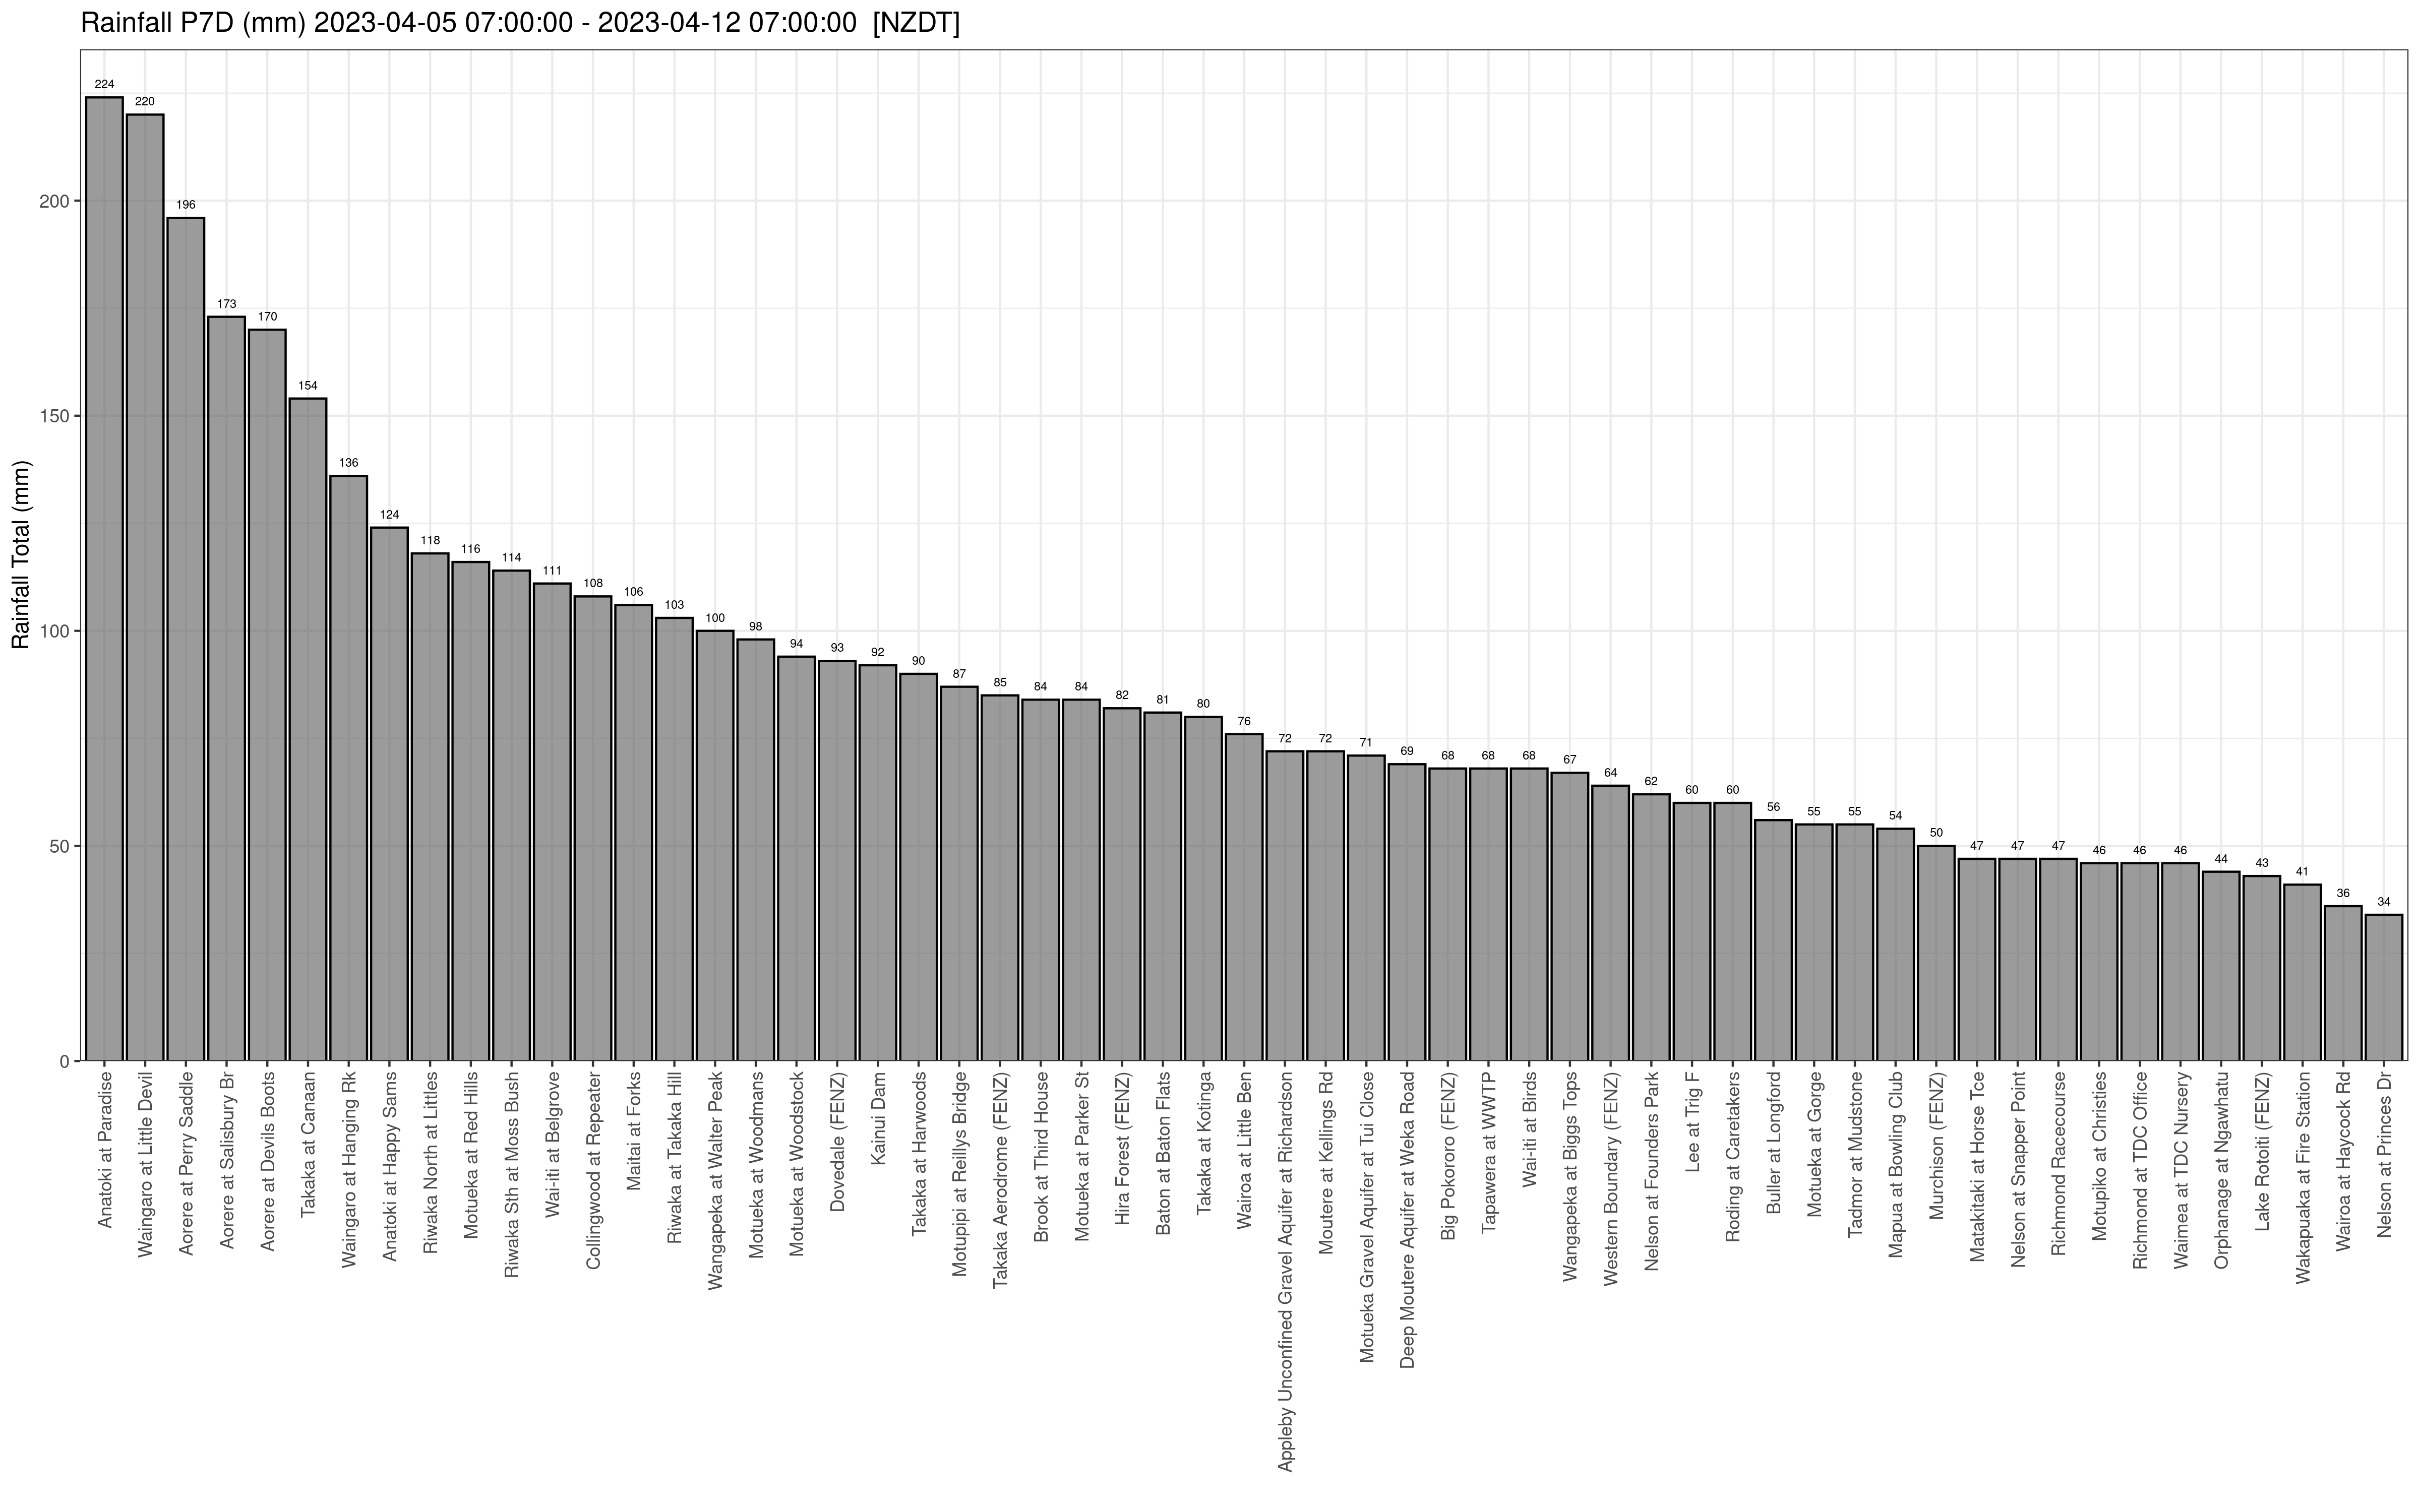 Rainfall P7D (mm) 2023-04-05 07:00:00 - 2023-04-12 07:00:00  [NZDT]
Rainfall Total (mm)
200
150
100
50
0
224
220
196
173
170
154
136
124
118
116
114
111
108
106
103
100
98
94
93
92
90
87
85
84
84
82
81
80
76
72
72
71
69
68
68
68
67
64
62
60
60
56
55
55
54
50
47
47
47
46
46
46
44
43
41
36
34
Anatoki at Paradise
Waingaro at Little Devil
Aorere at Perry Saddle
Aorere at Salisbury Br
Aorere at Devils Boots
Takaka at Canaan
Waingaro at Hanging Rk
Anatoki at Happy Sams
Riwaka North at Littles
Motueka at Red Hills
Riwaka Sth at Moss Bush
Wai-iti at Belgrove
Collingwood at Repeater
Maitai at Forks
Riwaka at Takaka Hill
Wangapeka at Walter Peak
Motueka at Woodmans
Motueka at Woodstock
Dovedale (FENZ)
Kainui Dam
Takaka at Harwoods
Motupipi at Reillys Bridge
Takaka Aerodrome (FENZ)
Brook at Third House
Motueka at Parker St
Hira Forest (FENZ)
Baton at Baton Flats
Takaka at Kotinga
Wairoa at Little Ben
Appleby Unconfined Gravel Aquifer at Richardson
Moutere at Kellings Rd
Motueka Gravel Aquifer at Tui Close
Deep Moutere Aquifer at Weka Road
Big Pokororo (FENZ)
Tapawera at WWTP
Wai-iti at Birds
Wangapeka at Biggs Tops
Western Boundary (FENZ)
Nelson at Founders Park
Lee at Trig F
Roding at Caretakers
Buller at Longford
Motueka at Gorge
Tadmor at Mudstone
Mapua at Bowling Club
Murchison (FENZ)
Matakitaki at Horse Tce
Nelson at Snapper Point
Richmond Racecourse
Motupiko at Christies
Richmond at TDC Office
Waimea at TDC Nursery
Orphanage at Ngawhatu
Lake Rotoiti (FENZ)
Wakapuaka at Fire Station
Wairoa at Haycock Rd
Nelson at Princes Dr